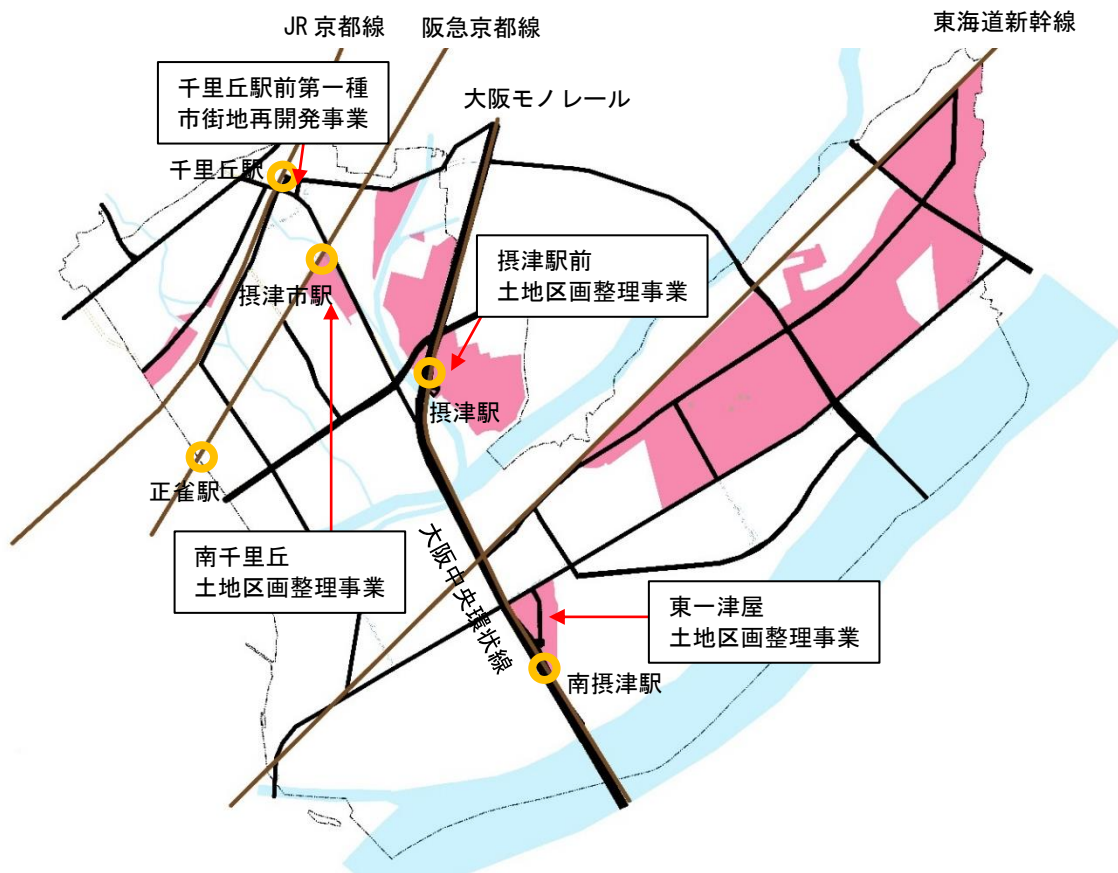 JR京都線
阪急京都線
東海道新幹線
千里丘駅前第一種
市街地再開発事業
大阪モノレール
千里丘駅
摂津駅前
土地区画整理事業
摂津市駅
摂津駅
正雀駅
南千里丘
土地区画整理事業
大阪中央環状線
東一津屋
土地区画整理事業
南摂津駅